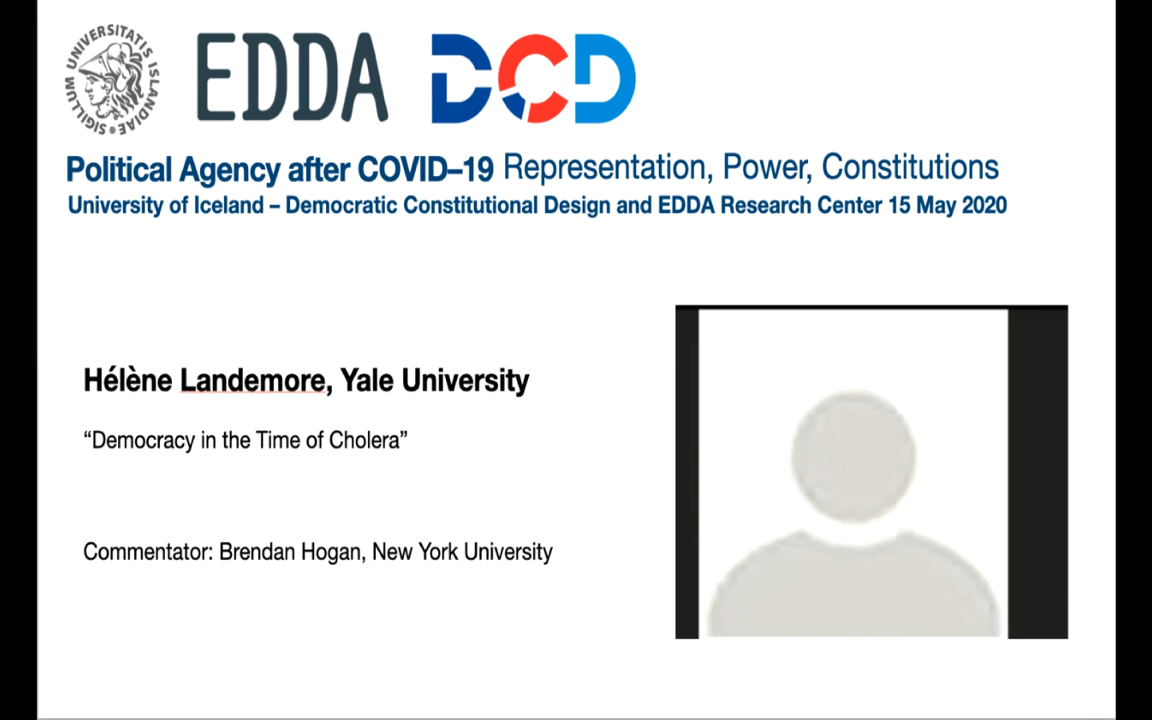 SIGILLUM UNIVERSITATIS ISLANDIAE
EDDA DCD
Political Agency after COVID–19 Representation, Power, Constitutions
University of Iceland – Democratic Constitutional Design and EDDA Research Center 15 May 2020
Hélène Landemore, Yale University
“Democracy in the Time of Cholera”
Commentator: Brendan Hogan, New York University